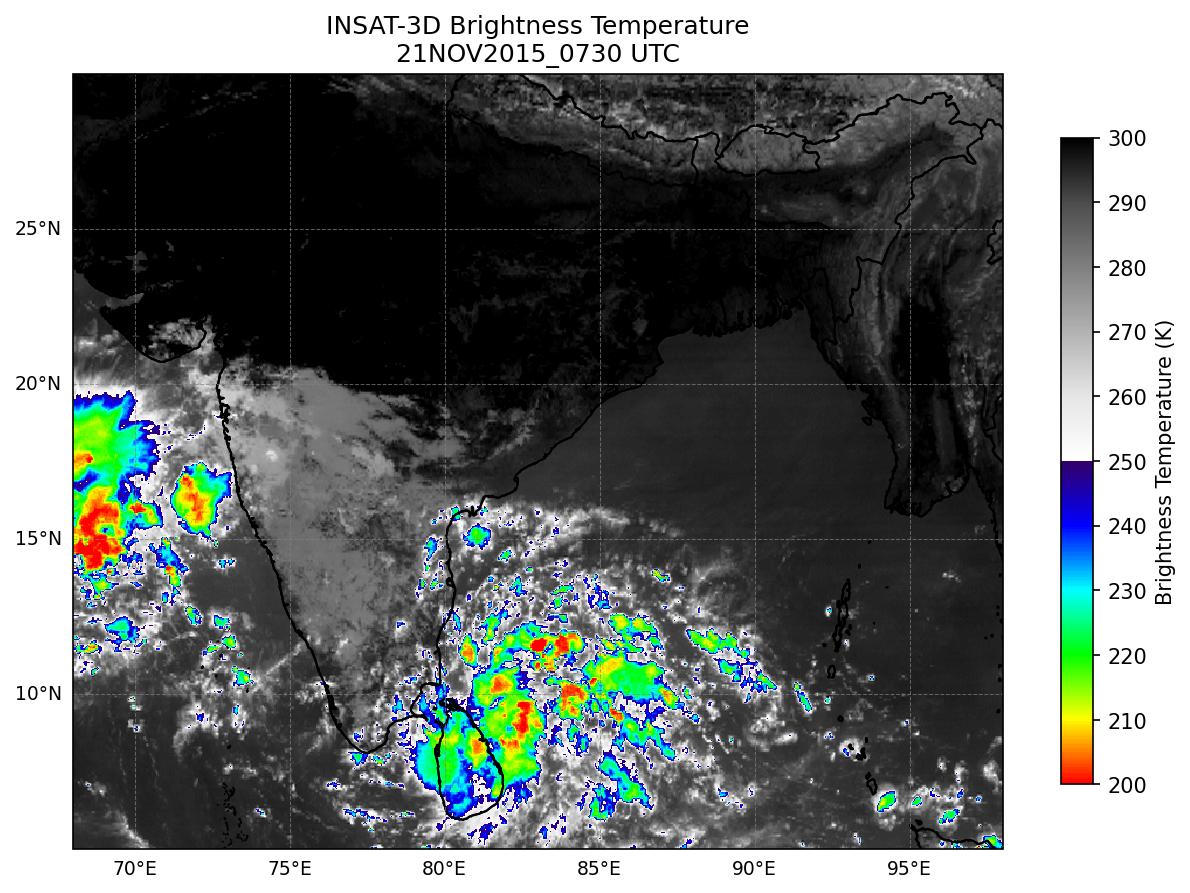 INSAT-3D Brightness Temperature
21NOV2015_0730 UTC
25°N
20°N
15°N
10°N
70°E
75°E
80°E
85°E
90°E
95°E
300
290
280
270
260
250
240
230
220
210
200
Brightness Temperature (K)